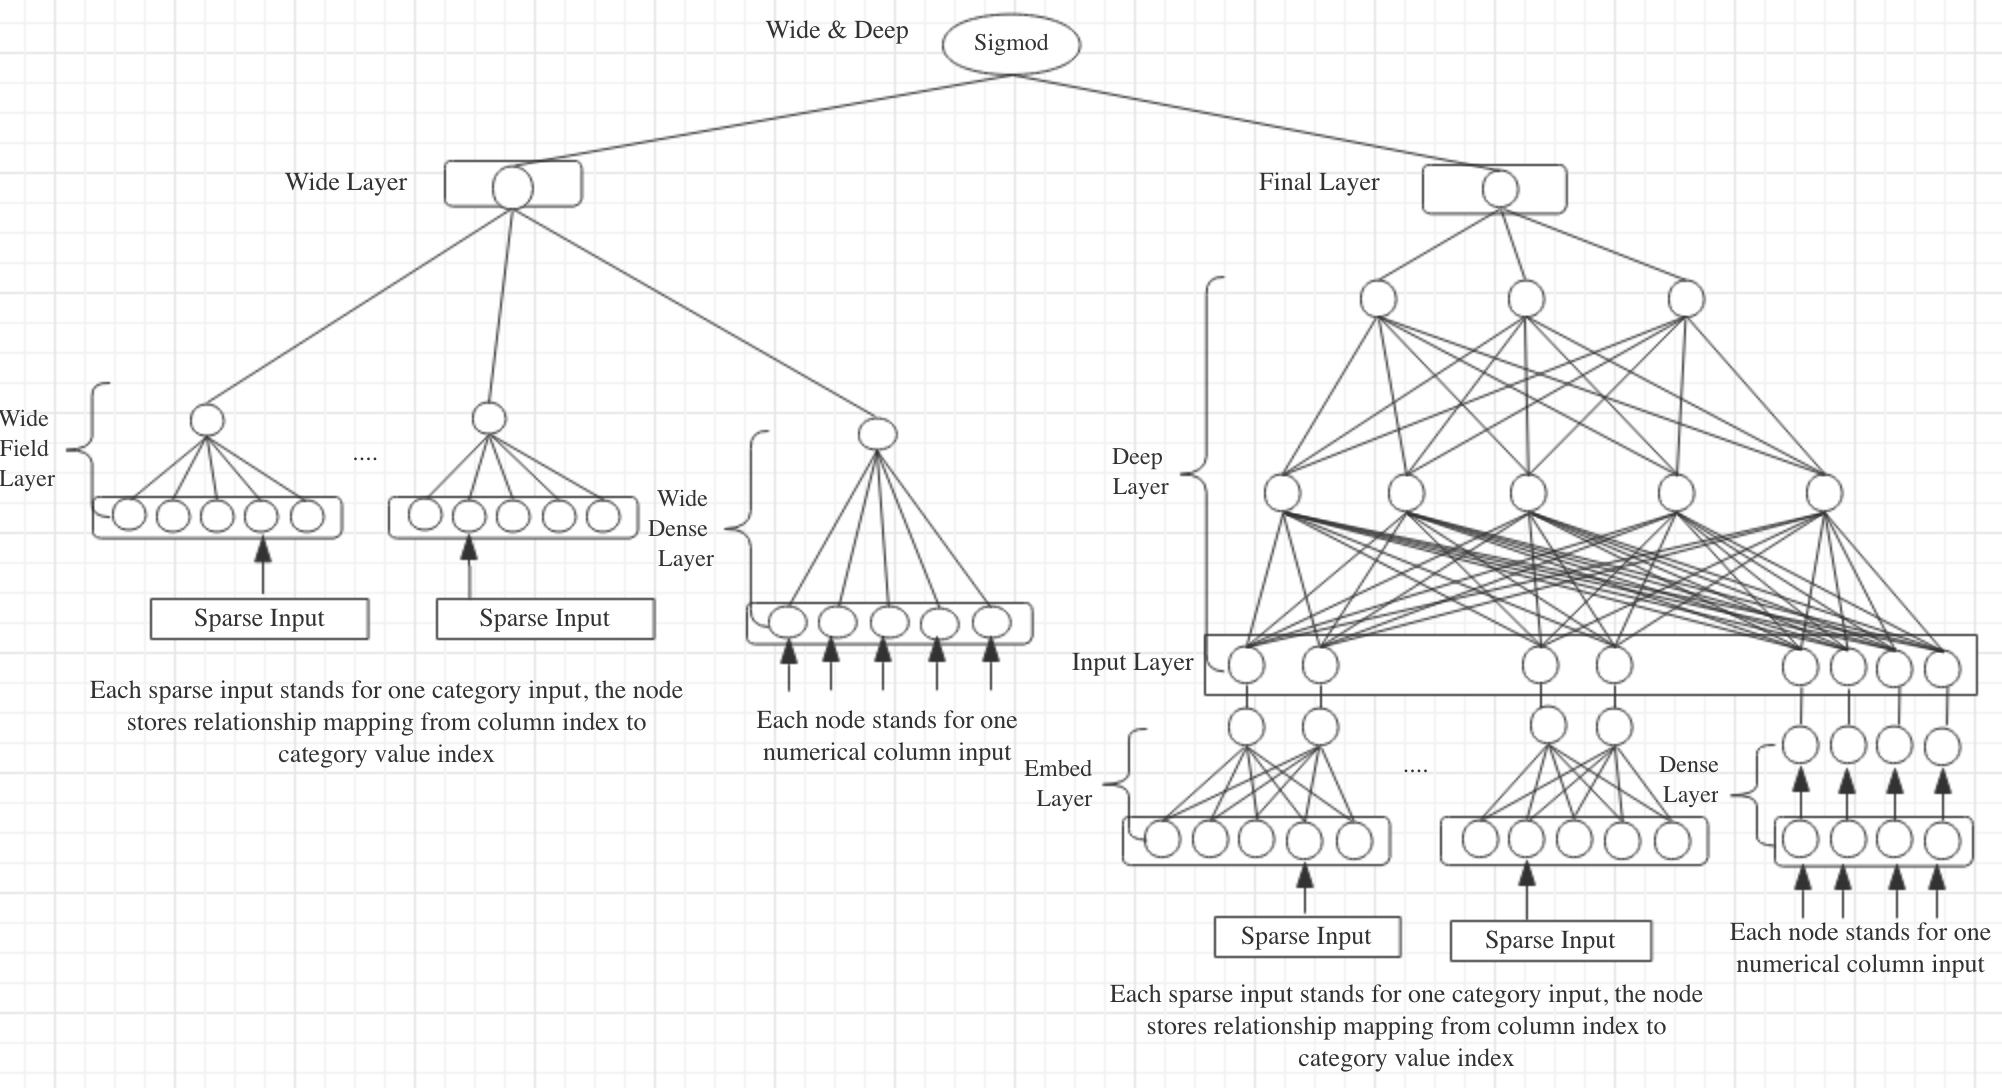 Wide & Deep
Sigmod
Wide Layer
Final Layer
Wide
Field
Layer
....
Wide
Dense
Layer
Sparse Input
Sparse Input
Each sparse input stands for one category input, the node
stores relationship mapping from column index to
category value index
Each node stands for one
numerical column input
Deep
Layer
Input Layer
Embed
Layer
....
Dense
Layer
Sparse Input
Sparse Input
Each node stands for one
numerical column input
Each sparse input stands for one category input, the node
stores relationship mapping from column index to
category value index